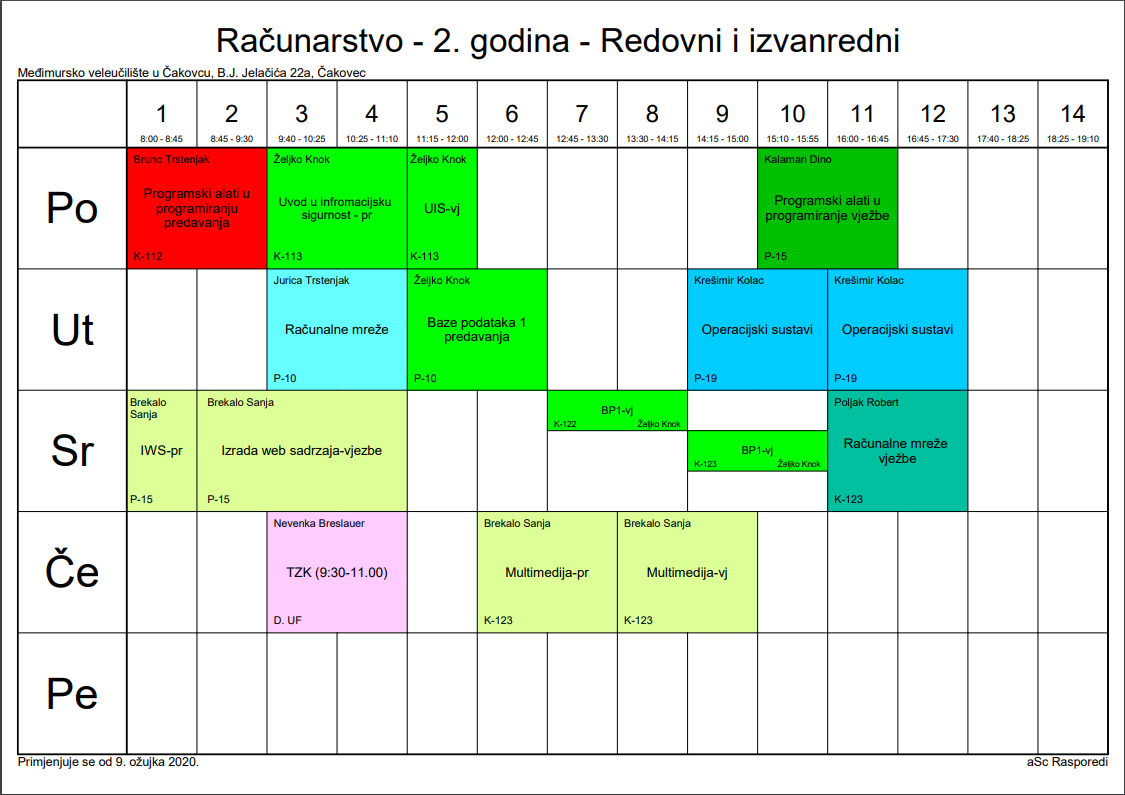 Računarstvo - 2. godina - Redovni i izvanredni
Međimursko veleučilište u Čakovcu, B.J. Jelačića 22a, Čakovec
1 2 3 4 5 6 7 8 9 10 11 12 13 14
8:00 - 8:45 8:45 - 9:30 9:40 - 10:25 10:25 - 11:10 11:15 - 12:00 12:00 - 12:45 12:45 - 13:30 13:30 - 14:15 14:15 - 15:00 15:10 - 15:55 16:00 - 16:45 16:45 - 17:30 17:40 - 18:25 18:25 - 19:10
Po
Bruno Trstenjak
Programski alati u
programiranju
predavanja
K-112
Željko Knok
Uvod u infromacijsku
sigurnost - pr
K-113
Željko Knok
UIS-vj
K-113
Kalamari Dino
Programski alati u
programiranje vježbe
P-15
Ut
Jurica Trstenjak
Računalne mreže
P-10
Željko Knok
Baze podataka 1
predavanja
P-10
Krešimir Kolac
Operacijski sustavi
P-19
Krešimir Kolac
Operacijski sustavi
P-19
Sr
Brekalo
Sanja
IWS-pr
P-15
Brekalo Sanja
Izrada web sadrzaja-vjezbe
P-15
BP1-vj
K-122 Željko Knok
BP1-vj
K-123 Željko Knok
Poljak Robert
Računalne mreže
vježbe
K-123
Če
Nevenka Breslauer
TZK (9:30-11.00)
D. UF
Brekalo Sanja
Multimedija-pr
K-123
Brekalo Sanja
Multimedija-vj
K-123
Pe
Primjenjuje se od 9. ožujka 2020.
aSc Rasporedi